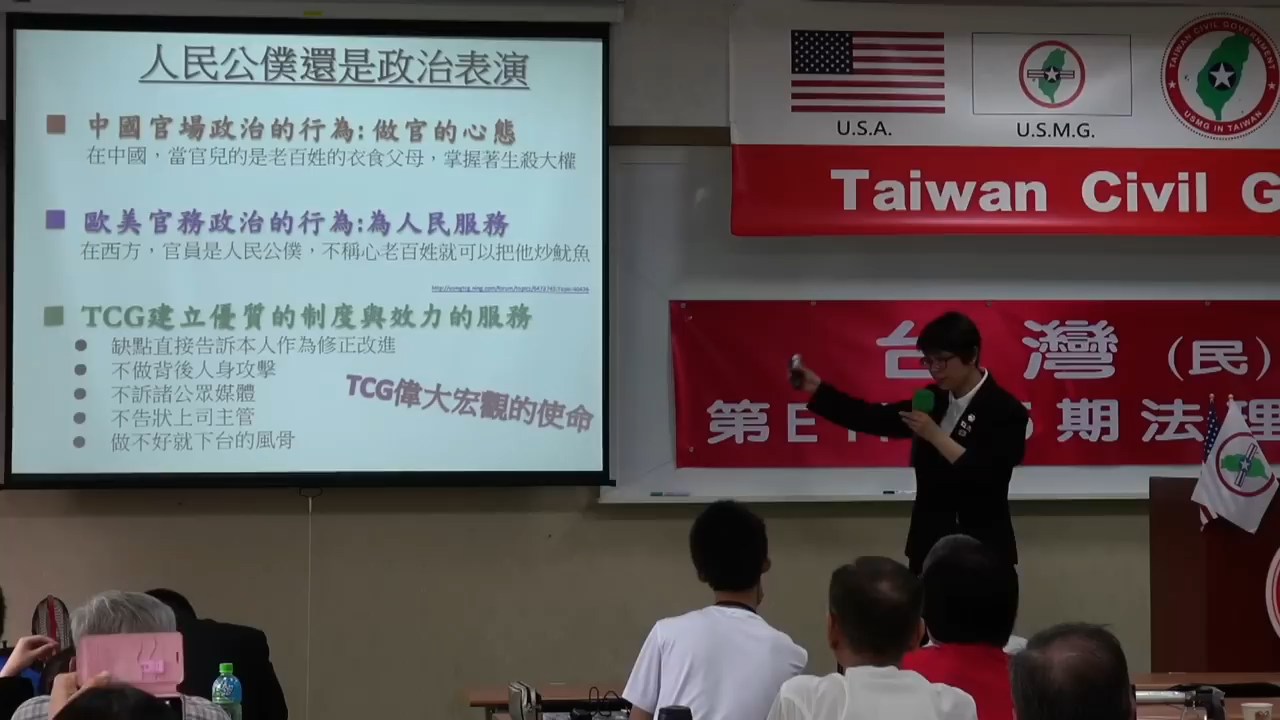 人民公僕還是政治表演
中國官場政治的行為:做官的心態
在中國，當官兒的是老百姓的衣食父母，掌握著生殺大權
歐美官務政治的行為:為人民服務
在西方，官員是人民公僕，不稱心老百姓就可以把他炒魷魚
TCG建立優質的制度與效力的服務
缺點直接告訴本人作為修正改進
不做背後人身攻擊
不訴諸公眾媒體
不告狀上司主管
做不好就下台的風骨
TCG偉大宏觀的使命
U.S.A.
U.S.M.G.
TAIWAN CIVIL GOVERNMENT
USMG IN TAIWAN
Taiwan Civil G
台灣(民)
第E 期法理